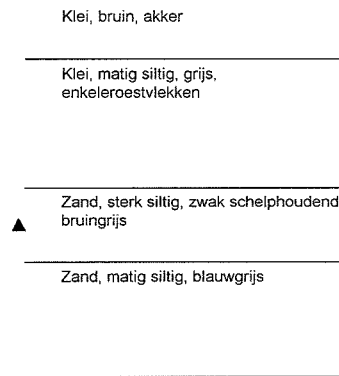 Klei, bruin, akker
Klei, matig siltig, grijs,
enkeleroestvlekken
Zand, sterk siltig, zwak schelphoudend
bruingrijs
Zand, matig siltig, blauwgrijs